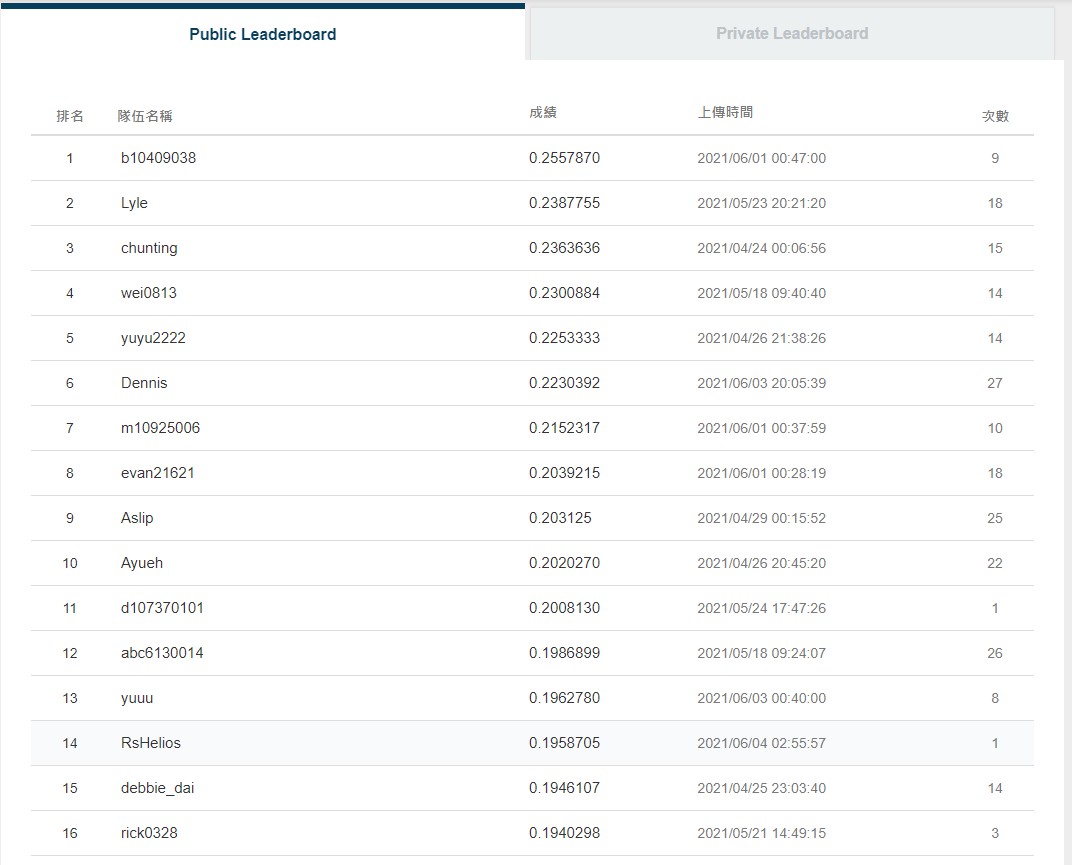 Public Leaderboard Private Leaderboard
排名 隊伍名稱 成績 上傳時間 次數
1 b10409038 0.2557870 2021/06/01 00:47:00 9
2 Lyle 0.2387755 2021/05/23 20:21:20 18
3 chunting 0.2363636 2021/04/24 00:06:56 15
4 wei0813 0.2300884 2021/05/18 09:40:40 14
5 yuyu2222 0.2253333 2021/04/26 21:38:26 14
6 Dennis 0.2230392 2021/06/03 20:05:39 27
7 m10925006 0.2152317 2021/06/01 00:37:59 10
8 evan21621 0.2039215 2021/06/01 00:28:19 18
9 Aslip 0.203125 2021/04/29 00:15:52 25
10 Ayueh 0.2020270 2021/04/26 20:45:20 22
11 d107370101 0.2008130 2021/05/24 17:47:26 1
12 abc6130014 0.1986899 2021/05/18 09:24:07 26
13 yuuu 0.1962780 2021/06/03 00:40:00 8
14 RsHelios 0.1958705 2021/06/04 02:55:57 1
15 debbie_dai 0.1946107 2021/04/25 23:03:40 14
16 rick0328 0.1940298 2021/05/21 14:49:15 3